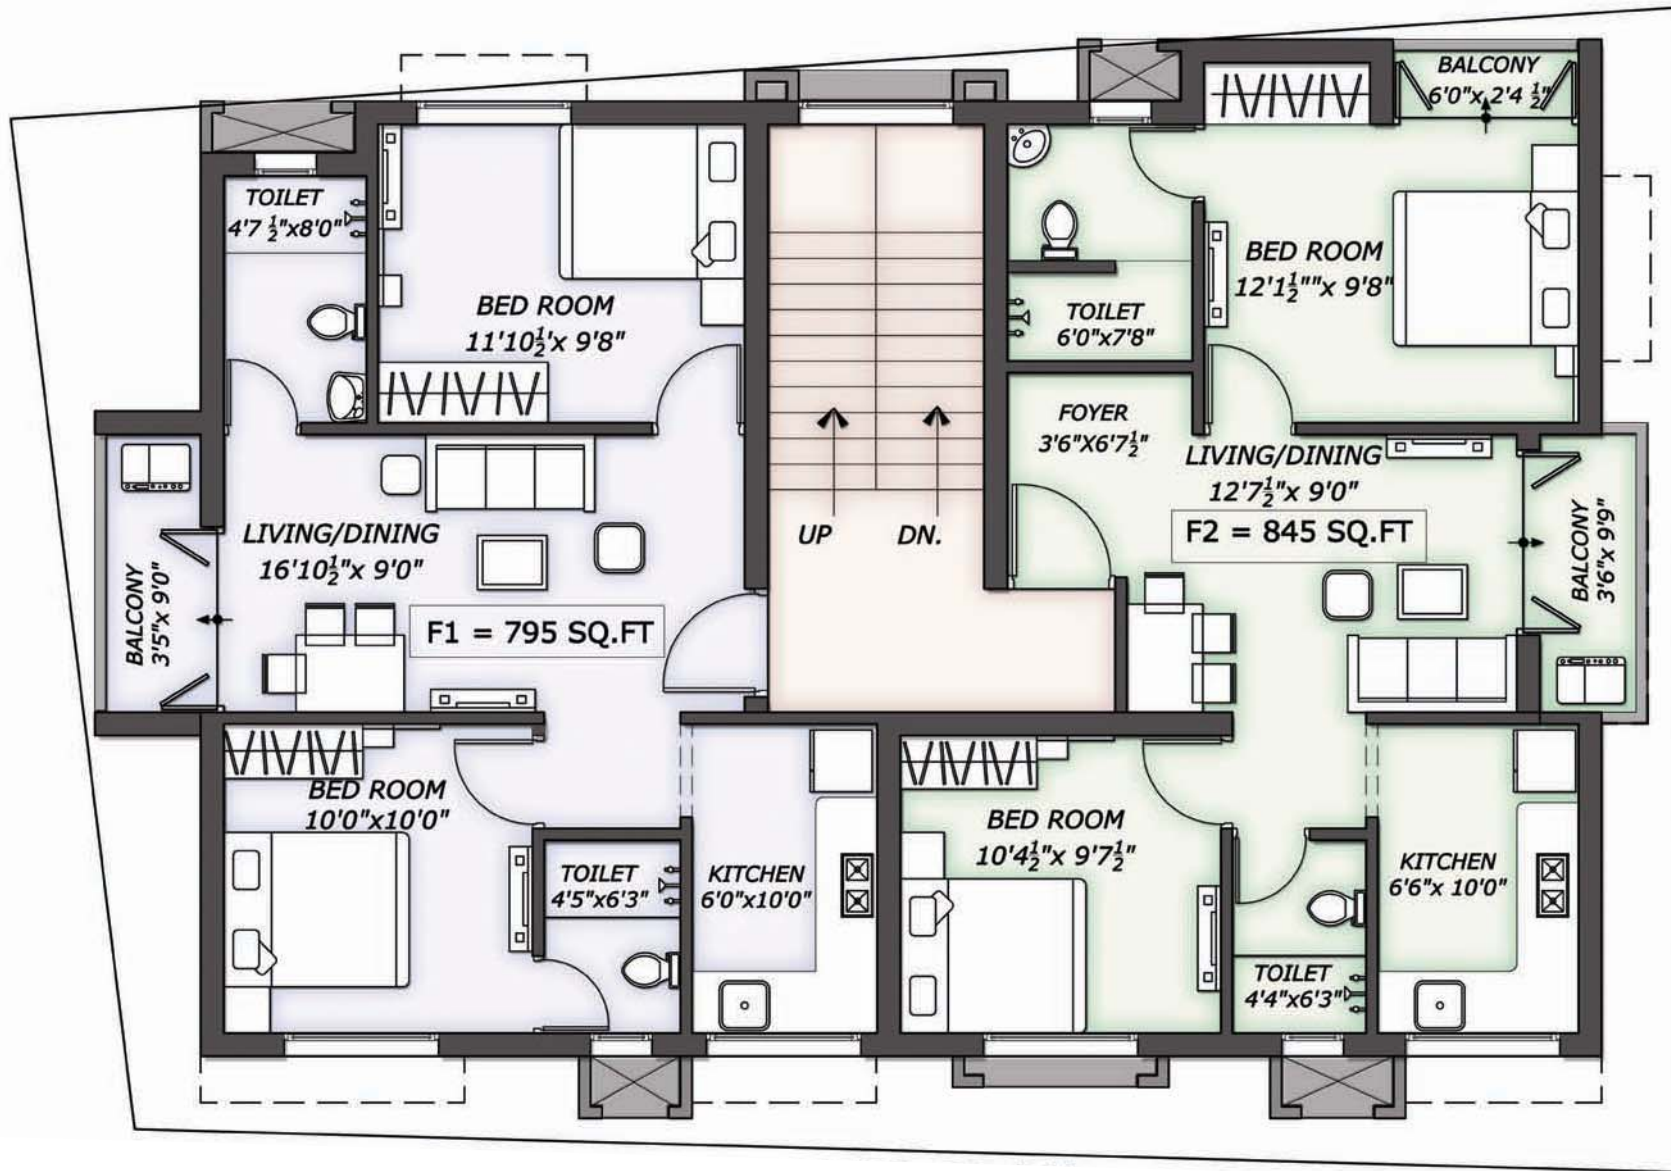 TOILET
4'7 ½"x8'0"
BED ROOM
11'10½'x 9'8"
LIVING/DINING
16'10½"x 9'0"
BALCONY
3'5"x 9'0"
F1 = 795 SQ.FT
BED ROOM
10'0"x10'0"
TOILET
4'5"x6'3"
KITCHEN
6'0"x10'0"
UP
DN.
BALCONY
6'0"x 2'4 ½"
BED ROOM
12'1½""x 9'8"
TOILET
6'0"x7'8"
FOYER
3'6"X6'7½"
LIVING/DINING
12'7½"x 9'0"
F2 = 845 SQ.FT
BALCONY
3'6"x 9'9"
BED ROOM
10'4½"x 9'7½"
TOILET
4'4"x6'3"
KITCHEN
6'6"x 10'0"